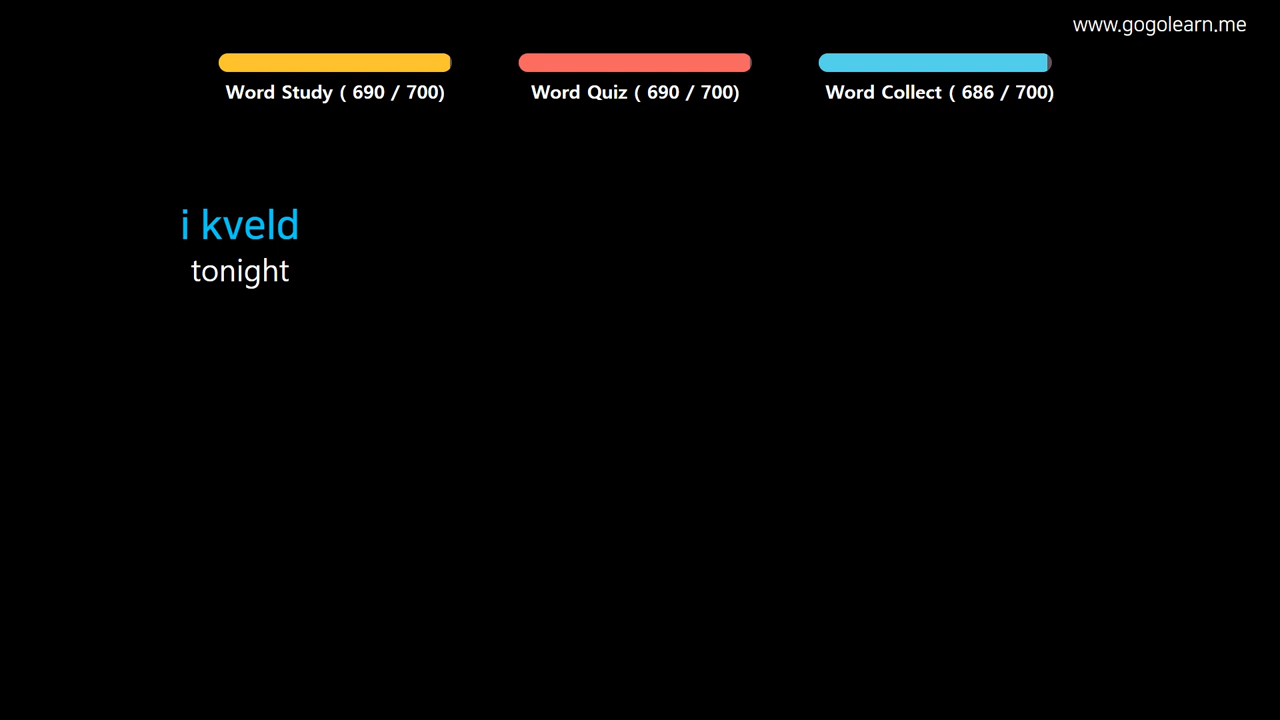 www.gogolearn.me
Word Study ( 690 / 700)
Word Quiz ( 690 / 700)
Word Collect ( 686 / 700)
i kveld
tonight